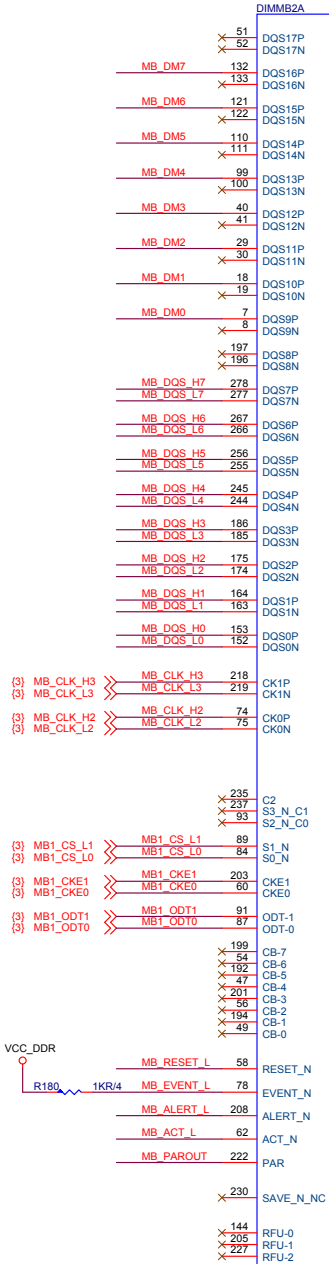 DIMMB2A
51 DQS17P
52 DQS17N
MB_DM7 132 DQS16P
133 DQS16N
MB_DM6 121 DQS15P
122 DQS15N
MB_DM5 110 DQS14P
111 DQS14N
MB_DM4 99 DQS13P
100 DQS13N
MB_DM3 40 DQS12P
41 DQS12N
MB_DM2 29 DQS11P
30 DQS11N
MB_DM1 18 DQS10P
19 DQS10N
MB_DM0 7 DQS9P
8 DQS9N
197 DQS8P
196 DQS8N
MB_DQS_H7 278 DQS7P
MB_DQS_L7 277 DQS7N
MB_DQS_H6 267 DQS6P
MB_DQS_L6 266 DQS6N
MB_DQS_H5 256 DQS5P
MB_DQS_L5 255 DQS5N
MB_DQS_H4 245 DQS4P
MB_DQS_L4 244 DQS4N
MB_DQS_H3 186 DQS3P
MB_DQS_L3 185 DQS3N
MB_DQS_H2 175 DQS2P
MB_DQS_L2 174 DQS2N
MB_DQS_H1 164 DQS1P
MB_DQS_L1 163 DQS1N
MB_DQS_H0 153 DQS0P
MB_DQS_L0 152 DQS0N
{3} MB_CLK_H3 MB_CLK_H3 218 CK1P
{3} MB_CLK_L3 MB_CLK_L3 219 CK1N
{3} MB_CLK_H2 MB_CLK_H2 74 CK0P
{3} MB_CLK_L2 MB_CLK_L2 75 CK0N
235 C2
237 S3_N_C1
93 S2_N_C0
{3} MB1_CS_L1 MB1_CS_L1 89 S1_N
{3} MB1_CS_L0 MB1_CS_L0 84 S0_N
{3} MB1_CKE1 MB1_CKE1 203 CKE1
{3} MB1_CKE0 MB1_CKE0 60 CKE0
{3} MB1_ODT1 MB1_ODT1 91 ODT-1
{3} MB1_ODT0 MB1_ODT0 87 ODT-0
199 CB-7
54 CB-6
192 CB-5
47 CB-4
201 CB-3
56 CB-2
194 CB-1
49 CB-0
VCC_DDR
MB_RESET_L 58 RESET_N
R180 1KR/4 MB_EVENT_L 78 EVENT_N
MB_ALERT_L 208 ALERT_N
MB_ACT_L 62 ACT_N
MB_PAROUT 222 PAR
230 SAVE_N_NC
144 RFU-0
205 RFU-1
227 RFU-2